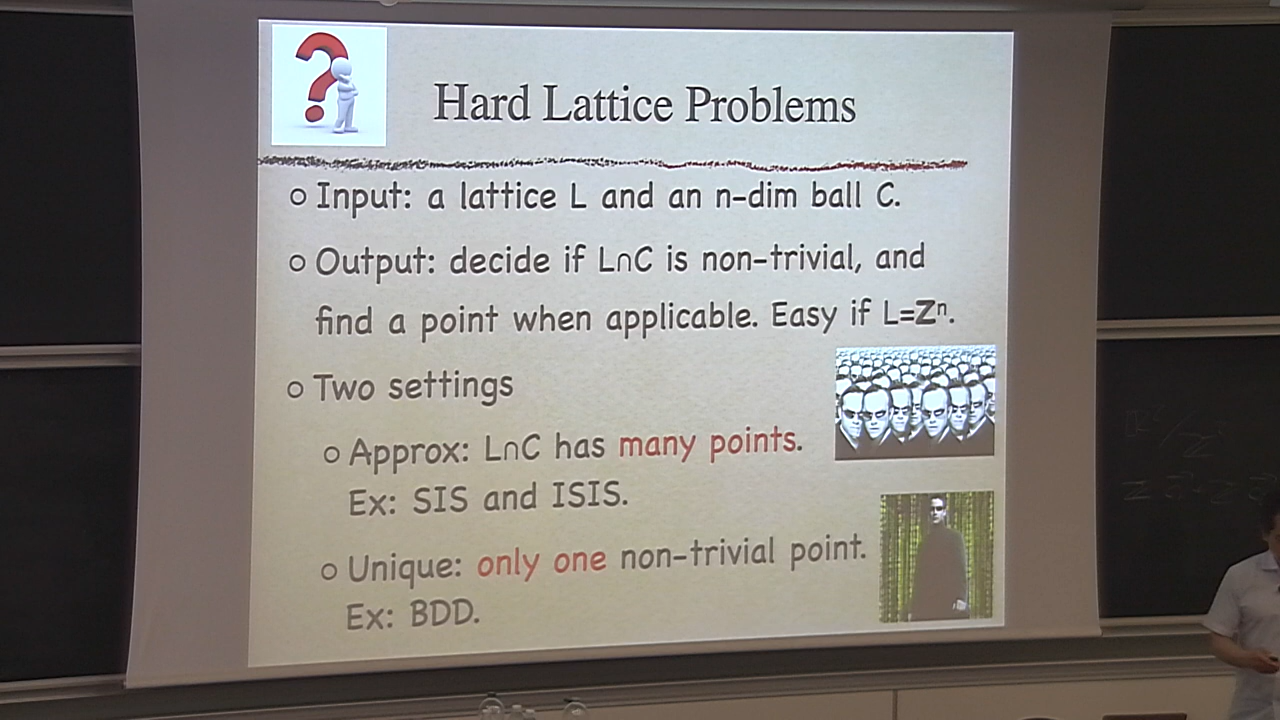 Hard Lattice Problems
Input: a lattice L and an n-dim ball C.
Output: decide if L∩C is non-trivial, and
find a point when applicable. Easy if L=Zⁿ.
Two settings
Approx: L∩C has many points.
Ex: SIS and ISIS.
Unique: only one non-trivial point.
Ex: BDD.